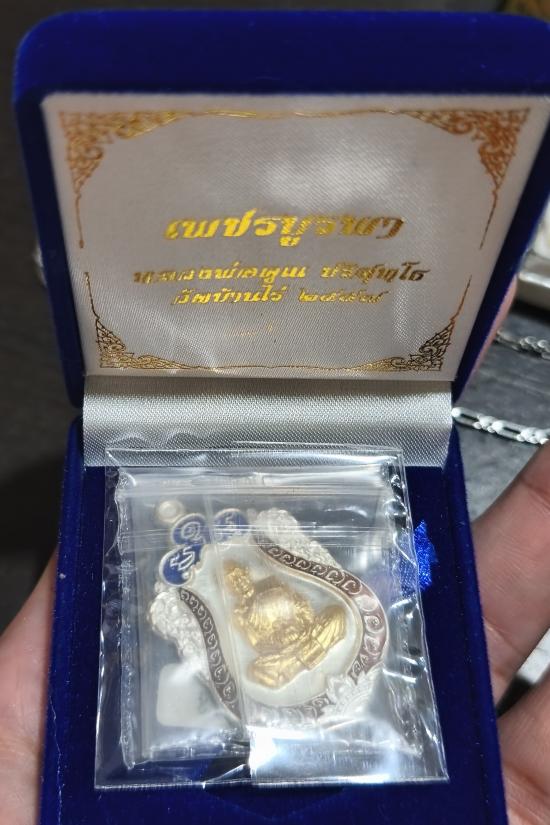 เพชรบูรพา
หลวงพ่อคูณ ปริสุทฺโธ
วัดบ้านไร่